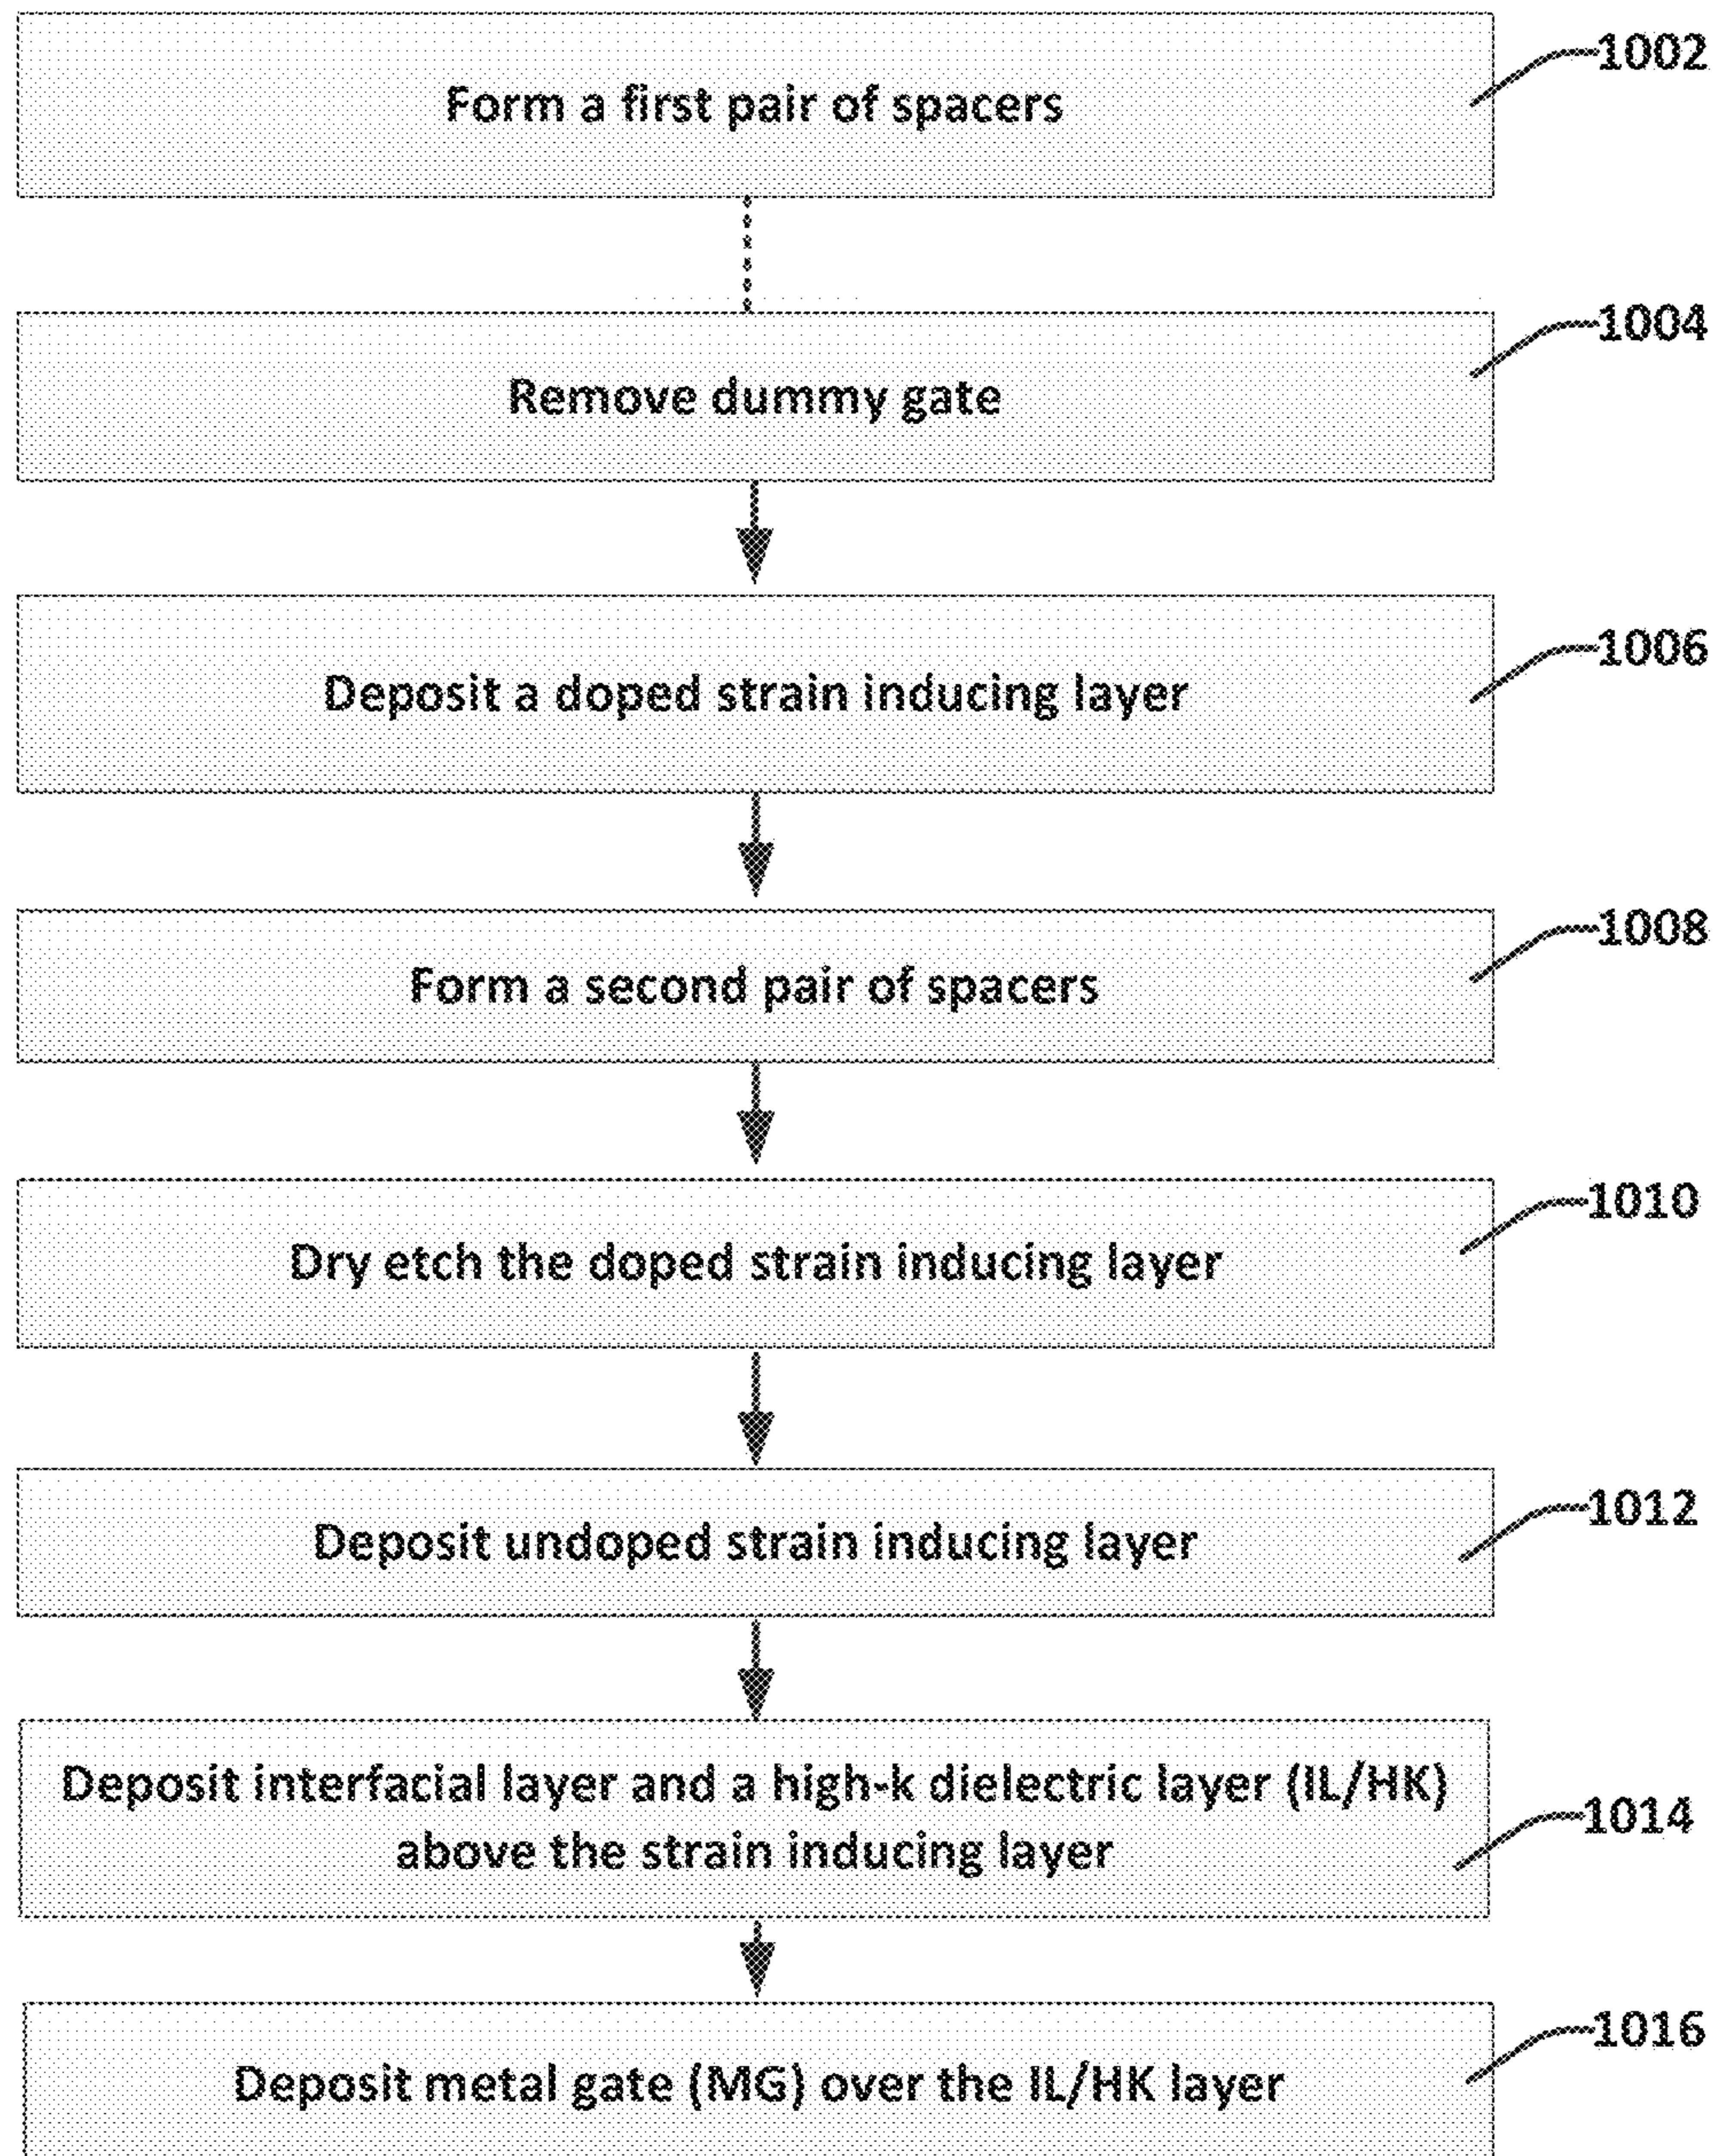 Form a first pair of spacers
1002
Remove dummy gate
1004
Deposit a doped strain inducing layer
1006
Form a second pair of spacers
1008
Dry etch the doped strain inducing layer
1010
Deposit undoped strain inducing layer
1012
Deposit interfacial layer and a high-k dielectric layer (IL/HK)
above the strain inducing layer
1014
Deposit metal gate (MG) over the IL/HK layer
1016